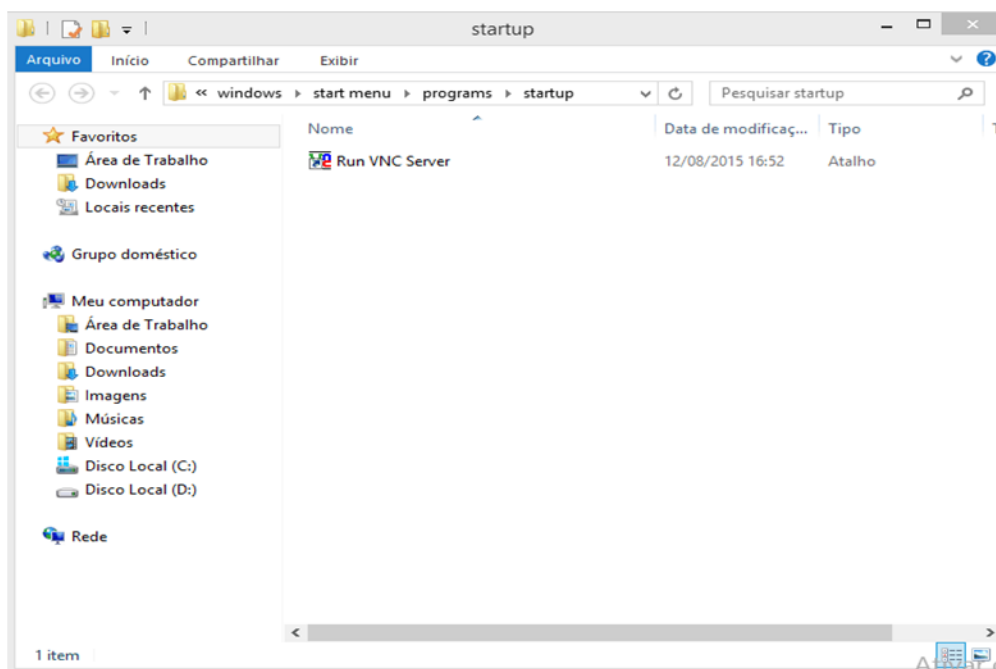 startup
Arquivo Início Compartilhar Exibir
« windows start menu programs startup Pesquisar startup
Nome Data de modificaç... Tipo
Run VNC Server 12/08/2015 16:52 Atalho
Favoritos
Área de Trabalho
Downloads
Locais recentes
Grupo doméstico
Meu computador
Área de Trabalho
Documentos
Downloads
Imagens
Músicas
Vídeos
Disco Local (C:)
Disco Local (D:)
Rede
1 item